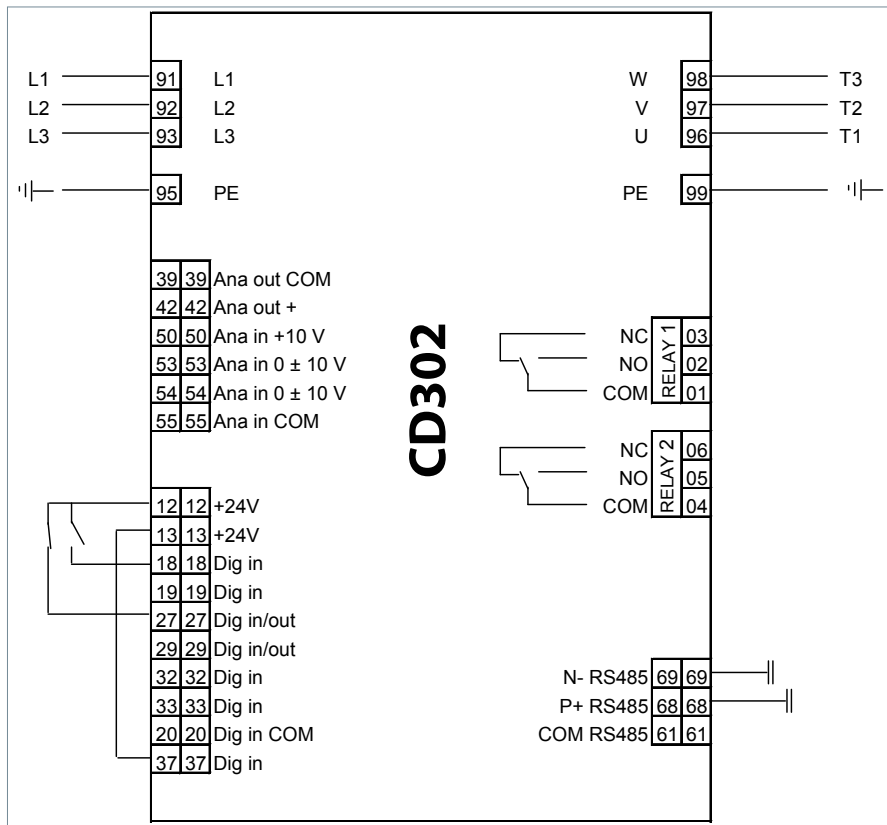 L1 91 L1 W 98 T3
L2 92 L2 V 97 T2
L3 93 L3 U 96 T1
95 PE PE 99
39 39 Ana out COM
42 42 Ana out +
50 50 Ana in +10 V
53 53 Ana in 0 ± 10 V
54 54 Ana in 0 ± 10 V
55 55 Ana in COM
CD302
NC 03
NO 02
COM 01
RELAY 1
NC 06
NO 05
COM 04
RELAY 2
12 12 +24V
13 13 +24V
18 18 Dig in
19 19 Dig in
27 27 Dig in/out
29 29 Dig in/out
32 32 Dig in
33 33 Dig in
20 20 Dig in COM
37 37 Dig in
N- RS485 69 69
P+ RS485 68 68
COM RS485 61 61